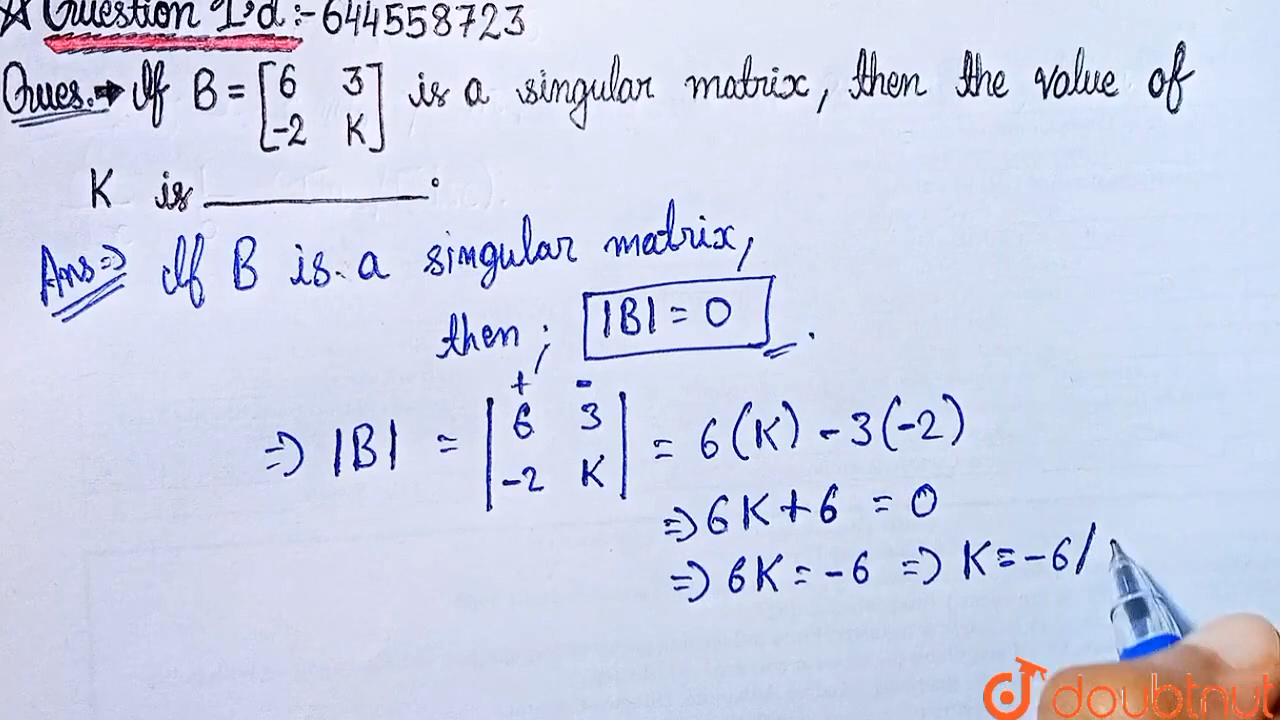 ☆ Question I'd :- 644558723
Ques. → If B = [6 3 -2 K] is a singular matrix, then the value of
K is ________.
Ans ⇒ If B is a singular matrix,
then; |B| = 0.
+ -
⇒ |B| = |6 3 -2 K| = 6(K) - 3(-2)
⇒ 6K + 6 = 0
⇒ 6K = -6 ⇒ K = -6/
doubtnut